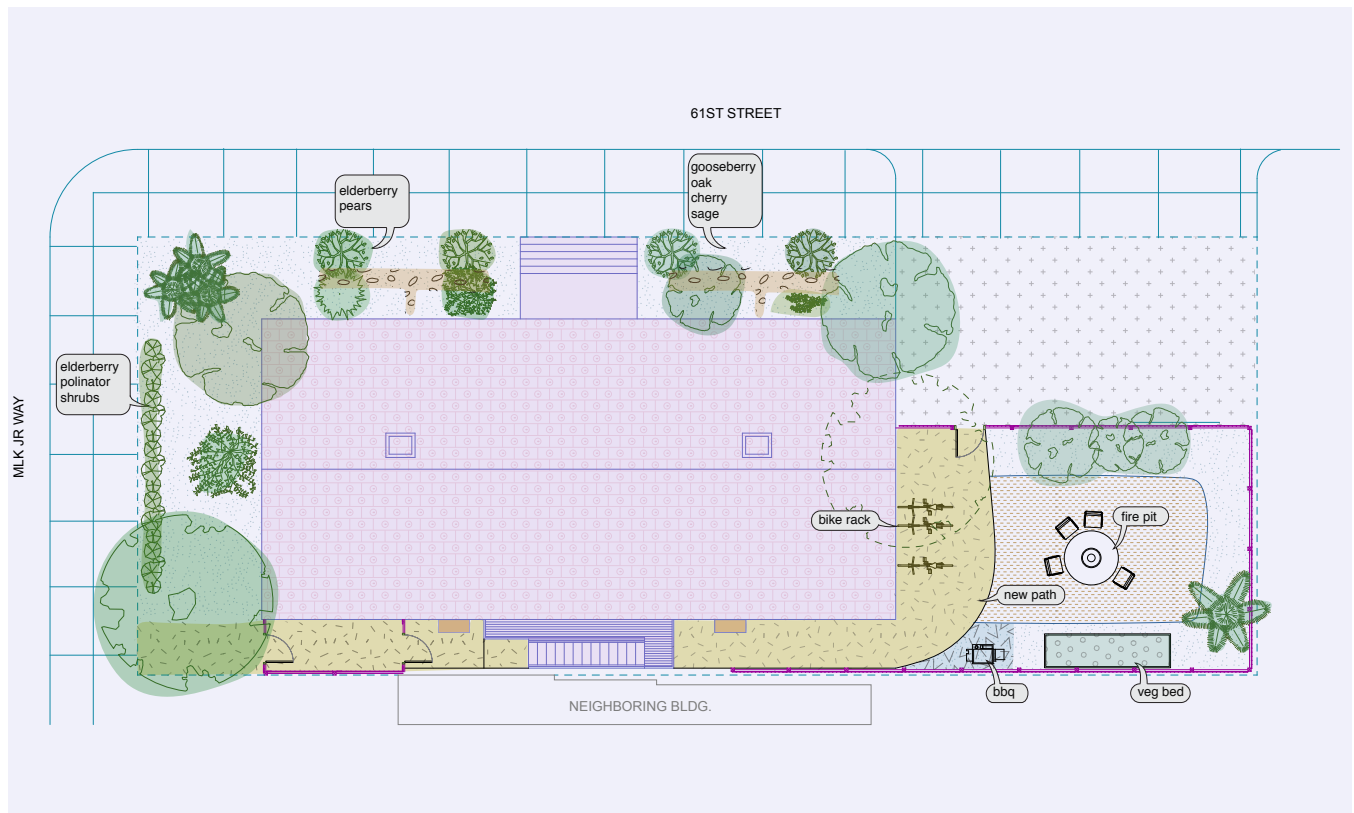 61ST STREET
gooseberry
oak
cherry
sage
elderberry
pears
elderberry
polinator
shrubs
MLK JR WAY
bike rack
fire pit
new path
bbq
veg bed
NEIGHBORING BLDG.